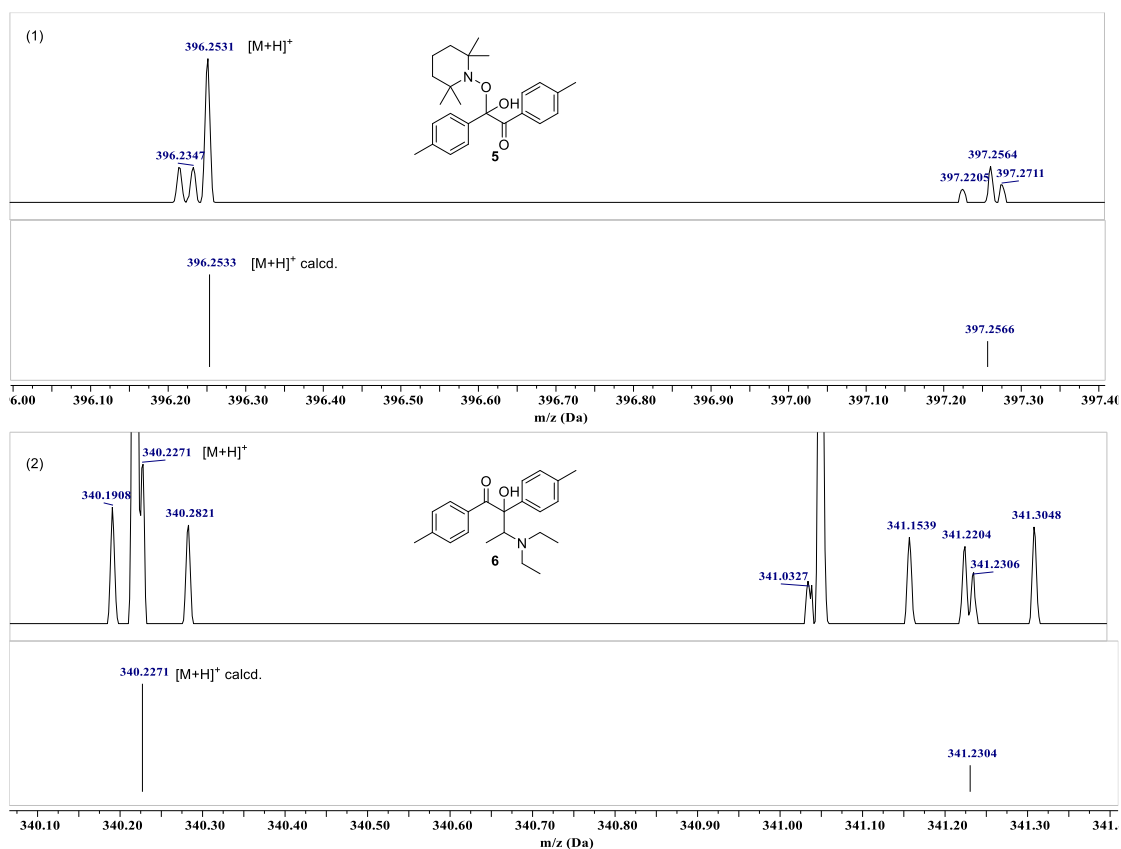 (1)
396.2531 [M+H]+
396.2347
N
O
OH
O
5
397.2564
397.2205 397.2711
396.2533 [M+H]+ calcd.
397.2566
6.00 396.10 396.20 396.30 396.40 396.50 396.60 396.70 396.80 396.90 397.00 397.10 397.20 397.30 397.40
m/z (Da)
(2)
340.2271 [M+H]+
340.1908
340.2821
O
OH
N
6
341.0327
341.1539
341.2204
341.2306
341.3048
340.2271 [M+H]+ calcd.
341.2304
340.10 340.20 340.30 340.40 340.50 340.60 340.70 340.80 340.90 341.00 341.10 341.20 341.30 341.
m/z (Da)